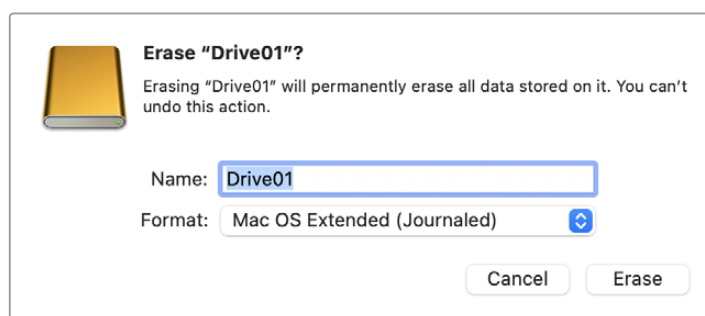 Erase “Drive01”?
Erasing “Drive01” will permanently erase all data stored on it. You can’t
undo this action.
Name: Drive01
Format: Mac OS Extended (Journaled)
Cancel Erase